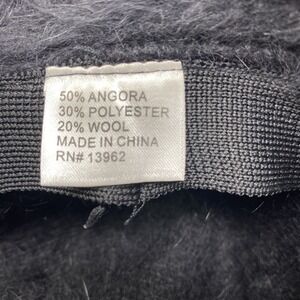 50% ANGORA
30% POLYESTER
20% WOOL
MADE IN CHINA
RN# 13962